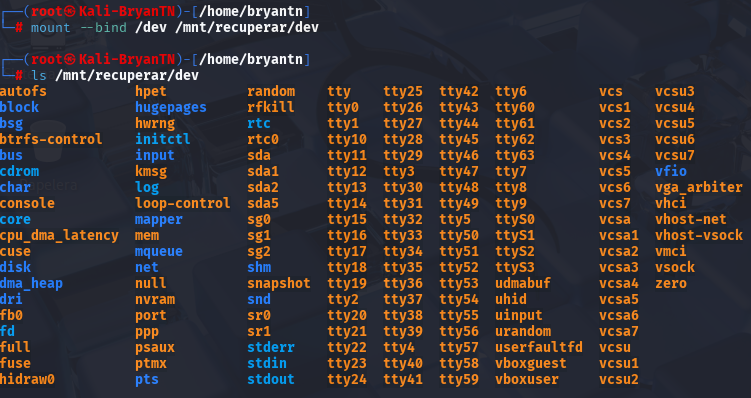 ┌──(root㉿Kali-BryanTN)-[/home/bryantn]
└─# mount --bind /dev /mnt/recuperar/dev
┌──(root㉿Kali-BryanTN)-[/home/bryantn]
└─# ls /mnt/recuperar/dev
autofs hpet random tty tty25 tty42 tty6 vcs vcsu3
block hugepages rfkill tty0 tty26 tty43 tty60 vcs1 vcsu4
bsg hwrng rtc tty1 tty27 tty44 tty61 vcs2 vcsu5
btrfs-control initctl rtc0 tty10 tty28 tty45 tty62 vcs3 vcsu6
bus input sda tty11 tty29 tty46 tty63 vcs4 vcsu7
cdrom kmsg sda1 tty12 tty3 tty47 tty7 vcs5 vfio
char log sda2 tty13 tty30 tty48 tty8 vcs6 vga_arbiter
console loop-control sda5 tty14 tty31 tty49 tty9 vcs7 vhci
core mapper sg0 tty15 tty32 tty5 ttyS0 vcsa vhost-net
cpu_dma_latency mem sg1 tty16 tty33 tty50 ttyS1 vcsa1 vhost-vsock
cuse mqueue sg2 tty17 tty34 tty51 ttyS2 vcsa2 vmci
disk net shm tty18 tty35 tty52 ttyS3 vcsa3 vsock
dma_heap null snapshot tty19 tty36 tty53 udmabuf vcsa4 zero
dri nvram snd tty2 tty37 tty54 uhid vcsa5
fb0 port sr0 tty20 tty38 tty55 uinput vcsa6
fd ppp sr1 tty21 tty39 tty56 urandom vcsa7
full psaux stderr tty22 tty4 tty57 userfaultfd vcsu
fuse ptmx stdin tty23 tty40 tty58 vboxguest vcsu1
hidraw0 pts stdout tty24 tty41 tty59 vboxuser vcsu2